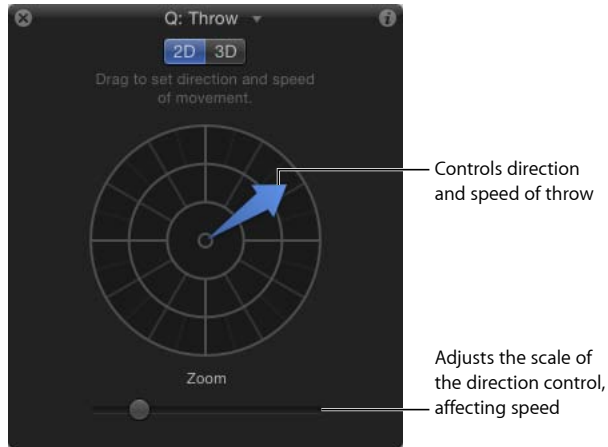 Q: Throw
2D 3D
Drag to set direction and speed
of movement.
Controls direction
and speed of throw
Zoom
Adjusts the scale of
the direction control,
affecting speed